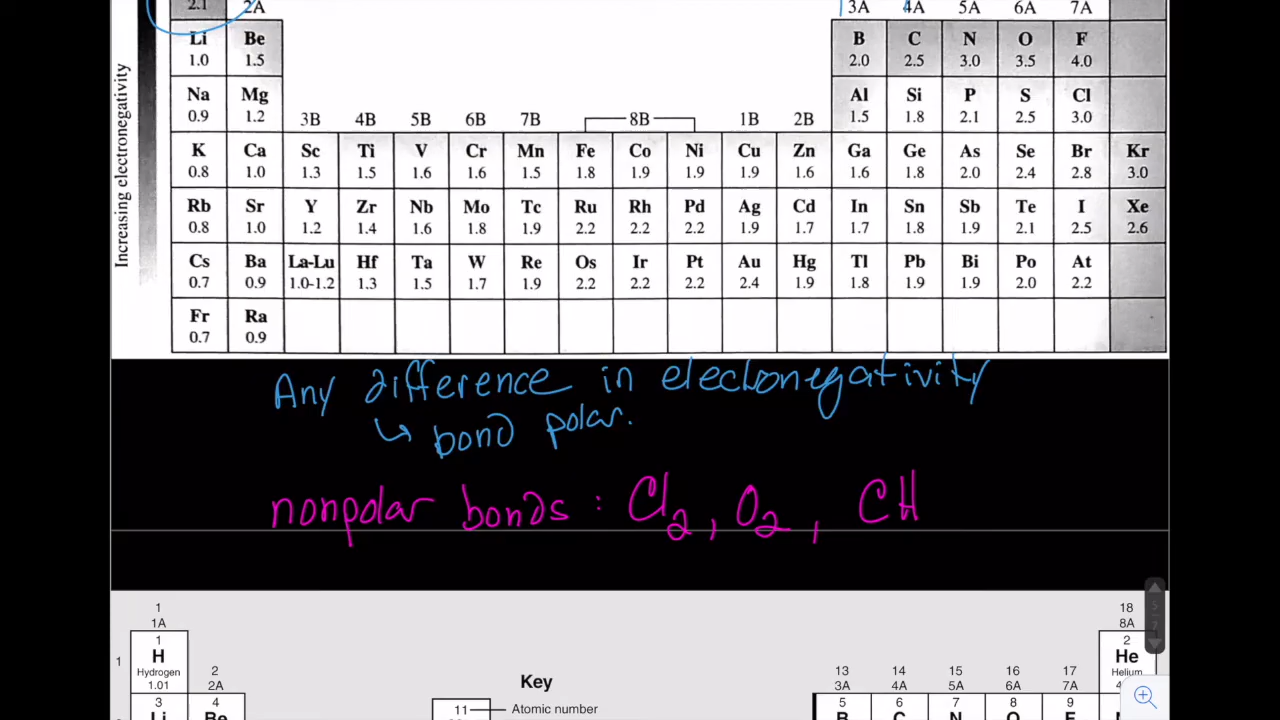 2.1 2A 3A 4A 5A 6A 7A
Li Be B C N O F
1.0 1.5 2.0 2.5 3.0 3.5 4.0
Na Mg Al Si P S Cl
0.9 1.2 3B 4B 5B 6B 7B 8B 1B 2B 1.5 1.8 2.1 2.5 3.0
K Ca Sc Ti V Cr Mn Fe Co Ni Cu Zn Ga Ge As Se Br Kr
0.8 1.0 1.3 1.5 1.6 1.6 1.5 1.8 1.9 1.9 1.9 1.6 1.6 1.8 2.0 2.4 2.8 3.0
Rb Sr Y Zr Nb Mo Tc Ru Rh Pd Ag Cd In Sn Sb Te I Xe
0.8 1.0 1.2 1.4 1.6 1.8 1.9 2.2 2.2 2.2 1.9 1.7 1.7 1.8 1.9 2.1 2.5 2.6
Cs Ba La-Lu Hf Ta W Re Os Ir Pt Au Hg Tl Pb Bi Po At
0.7 0.9 1.0-1.2 1.3 1.5 1.7 1.9 2.2 2.2 2.2 2.4 1.9 1.8 1.9 1.9 2.0 2.2
Fr Ra
0.7 0.9
Increasing electronegativity
Any difference in electronegativity
↳ bond polar.
nonpolar bonds : Cl2, O2, CH
1 18
1A 8A
1 2
1 H He
Hydrogen 2 Key 13 14 15 16 17 Helium
1.01 2A 3A 4A 5A 6A 7A 4
3 4 11 Atomic number 5 6 7 8 9
Li Be B C N O F
5
7